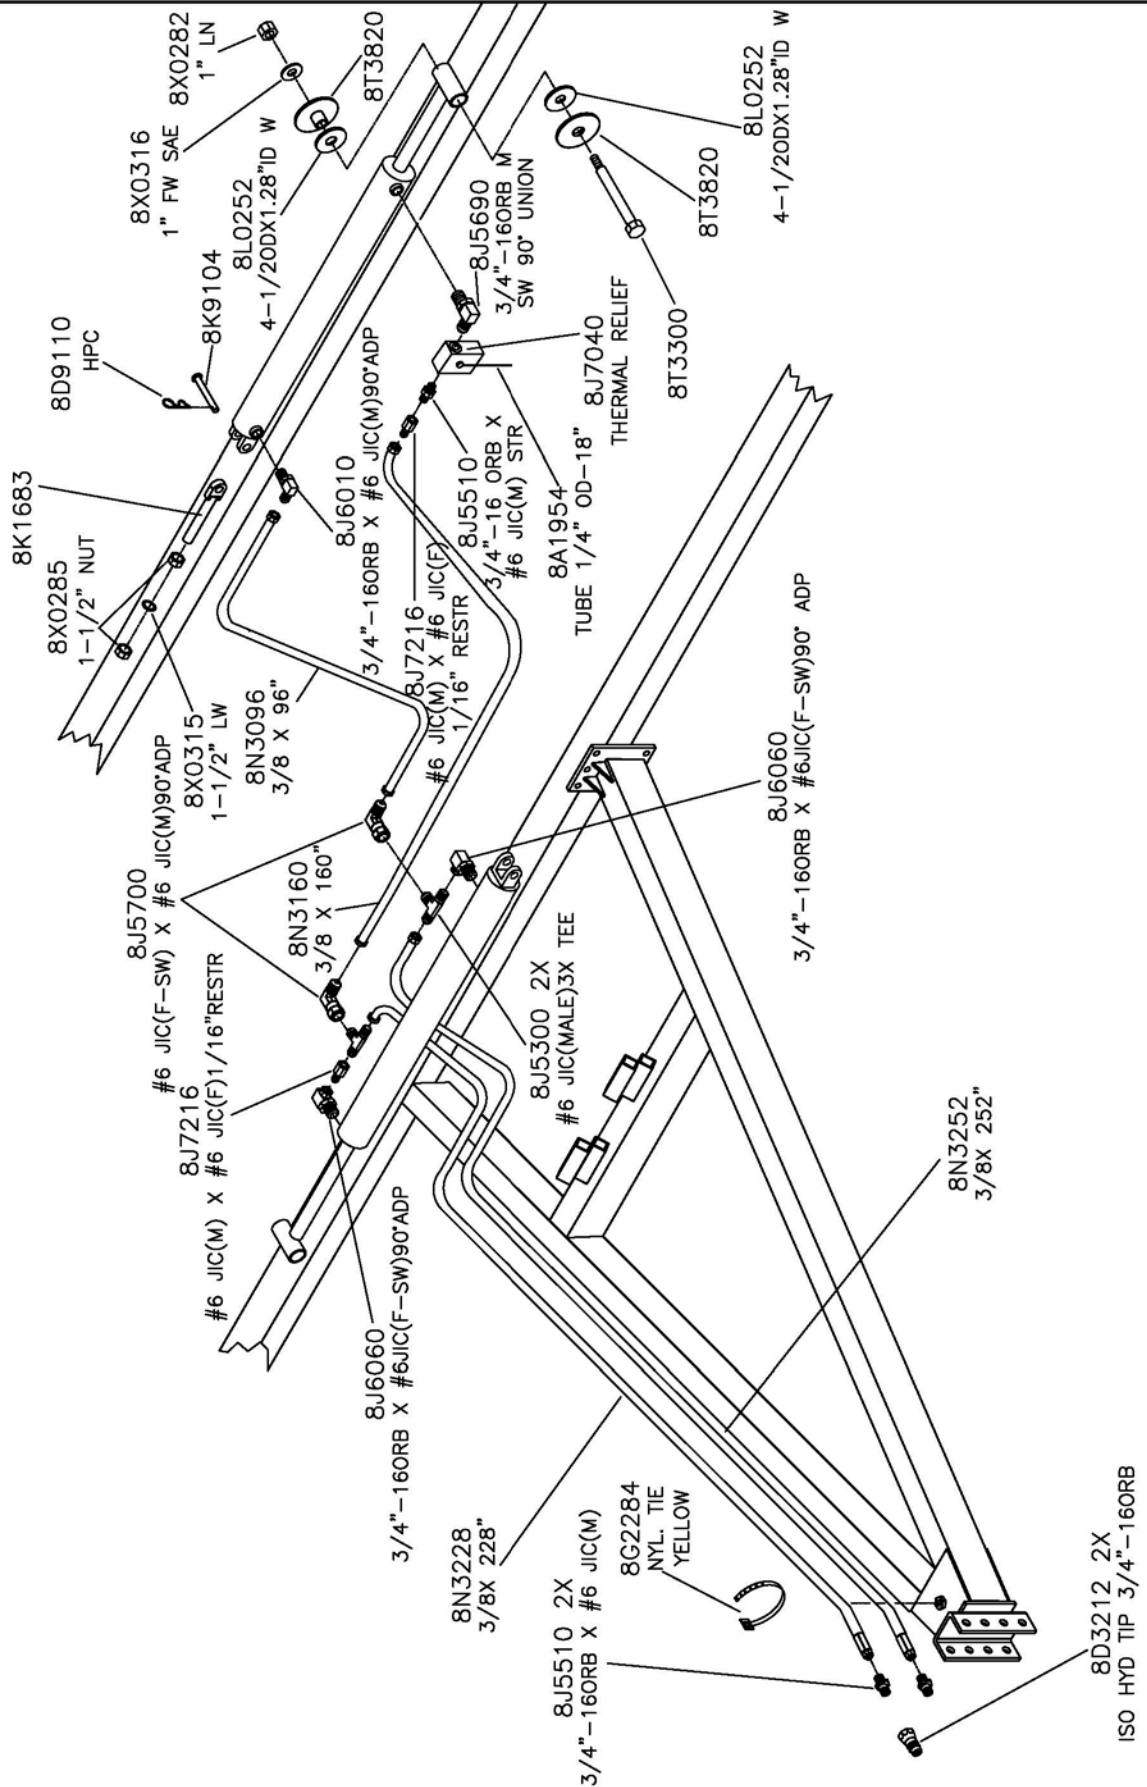 8K1683
8X0285
1-1/2" NUT
8X0315
1-1/2" LW
8D9110
HPC
8K9104
8X0316
1" FW SAE
8X0282
1" LN
8L0252
4-1/2ODX1.28"ID W
8T3820
8N3096
3/8 X 96"
8J6010
3/4"-16ORB X #6 JIC(M)90°ADP
8J5690
3/4"-16ORB M
SW 90° UNION
8J7216
#6 JIC(M) X #6 JIC(F)
1/16" RESTR
8J5510
3/4"-16 ORB X
#6 JIC(M) STR
8A1954
TUBE 1/4" OD-18"
8J7040
THERMAL RELIEF
8T3300
8T3820
8L0252
4-1/2ODX1.28"ID W
8J5700
#6 JIC(F-SW) X #6 JIC(M)90°ADP
8N3160
3/8 X 160"
8J7216
#6 JIC(M) X #6 JIC(F)1/16"RESTR
8J6060
3/4"-16ORB X #6JIC(F-SW)90°ADP
8J5300 2X
#6 JIC(MALE)3X TEE
8J6060
3/4"-16ORB X #6JIC(F-SW)90° ADP
8N3228
3/8X 228"
8N3252
3/8X 252"
8G2284
NYL. TIE
YELLOW
8J5510 2X
3/4"-16ORB X #6 JIC(M)
8D3212 2X
ISO HYD TIP 3/4"-16ORB